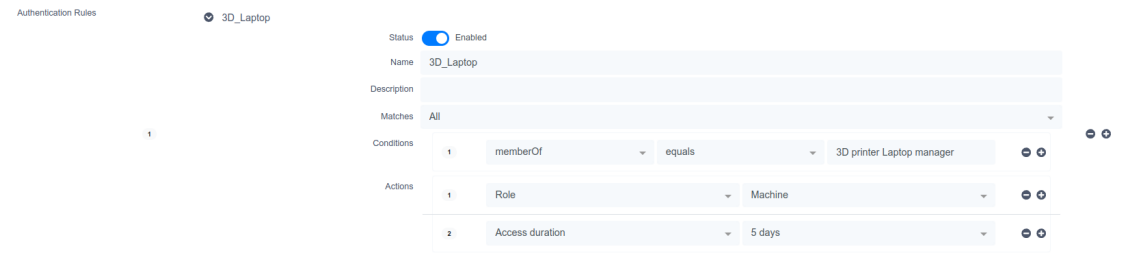 Authentication Rules
3D_Laptop
Status Enabled
Name 3D_Laptop
Description
Matches All
1
Conditions
1 memberOf equals 3D printer Laptop manager
Actions
1 Role Machine
2 Access duration 5 days